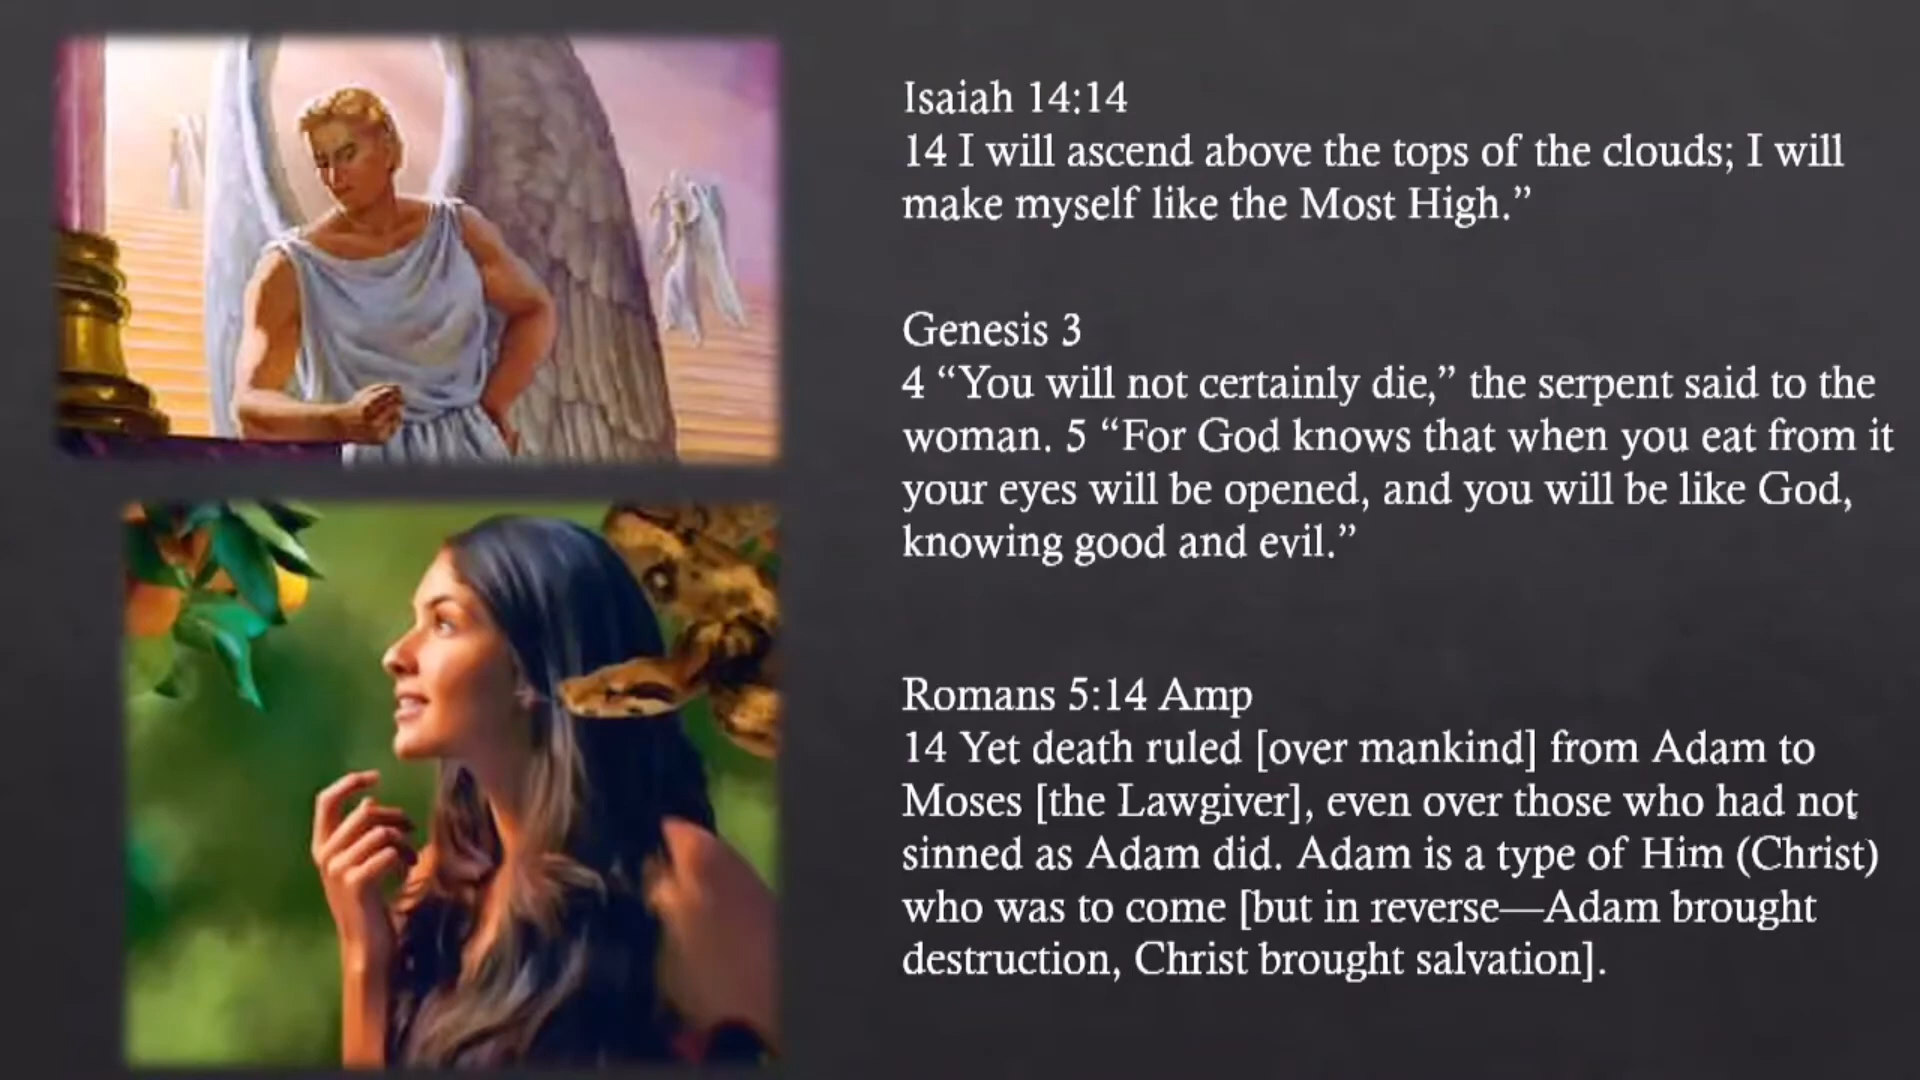 Isaiah 14:14
14 I will ascend above the tops of the clouds; I will
make myself like the Most High.”
Genesis 3
4 “You will not certainly die,” the serpent said to the
woman. 5 “For God knows that when you eat from it
your eyes will be opened, and you will be like God,
knowing good and evil.”
Romans 5:14 Amp
14 Yet death ruled [over mankind] from Adam to
Moses [the Lawgiver], even over those who had not
sinned as Adam did. Adam is a type of Him (Christ)
who was to come [but in reverse—Adam brought
destruction, Christ brought salvation].